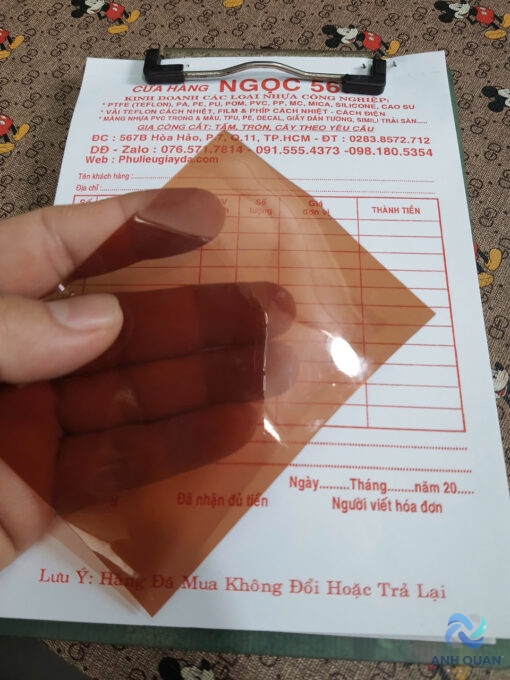 CỬA HÀNG NGỌC 56
KINH DOANH CÁC LOẠI NHỰA CÔNG NGHIỆP:
* PTFE (TEFLON), PA, PE, PU, POM, PVC, PP, MC, MICA, SILICONE, CAO SU
* VẢI TEFLON CÁCH NHIỆT, FILM & PHÍP CÁCH NHIỆT - CÁCH ĐIỆN
* MÀNG NHỰA PVC TRONG & MÀU, TPU, PE, DECAL, GIẤY DÁN TƯỜNG, SIMILI THẢI SÀN.....
GIA CÔNG CẮT: TẤM, TRÒN, CÂY THEO YÊU CẦU
ĐC : 567B Hòa Hảo, P.7, Q.11, TP.HCM - ĐT : 0283.8572.712
DĐ - Zalo : 076.571.7814 - 091.555.4373 -098.180.5354
Web : Phulieugiayda.com
Tên khách hàng :
Địa chỉ :
Số lượng
Giá đơn vị
THÀNH TIỀN
Ngày........Tháng.......năm 20.....
Đã nhận đủ tiền
Người viết hóa đơn
Lưu Ý: Hàng Đã Mua Không Đổi Hoặc Trả Lại
ANH QUAN